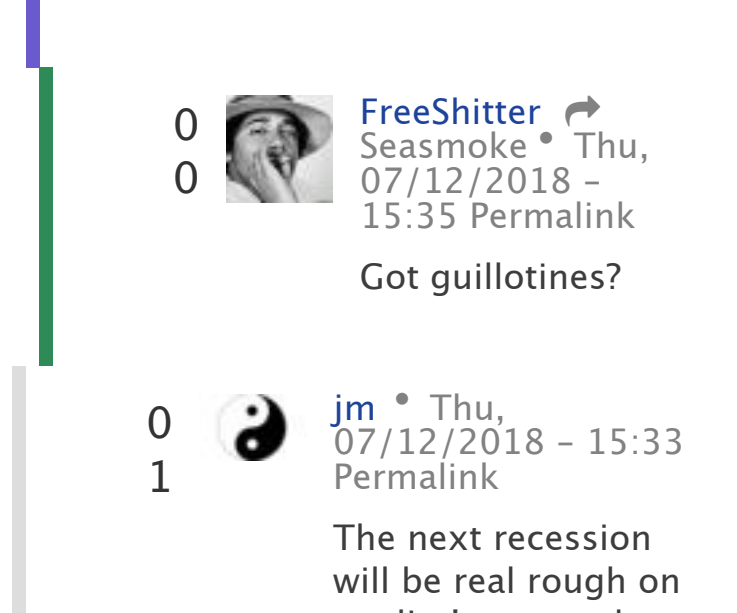 0
0
FreeShitter
Seasmoke • Thu,
07/12/2018 –
15:35 Permalink
Got guillotines?
0
1
jm • Thu,
07/12/2018 – 15:33
Permalink
The next recession
will be real rough on